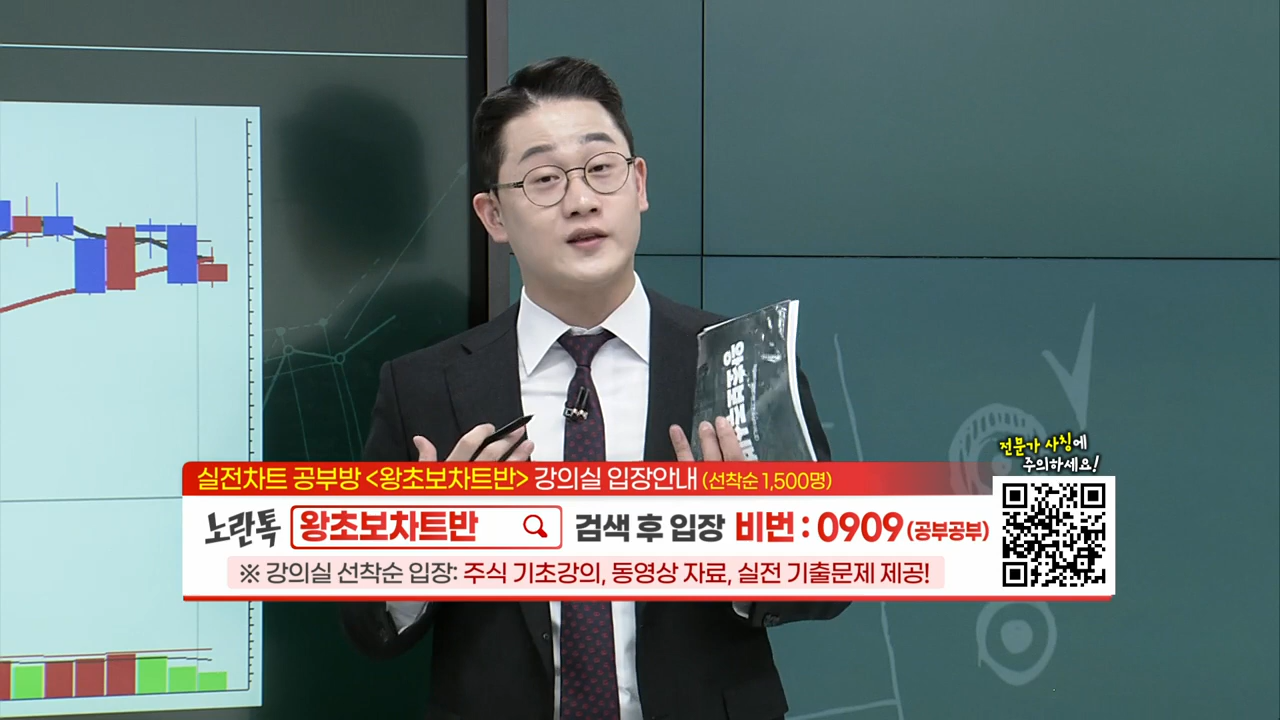 왕초보주
실전차트 공부방 <왕초보차트반> 강의실 입장안내 (선착순 1,500명)
전문가 사칭에
주의하세요!
노란톡 왕초보차트반 검색 후 입장 비번 : 0909 (공부공부)
※ 강의실 선착순 입장: 주식 기초강의, 동영상 자료, 실전 기출문제 제공!